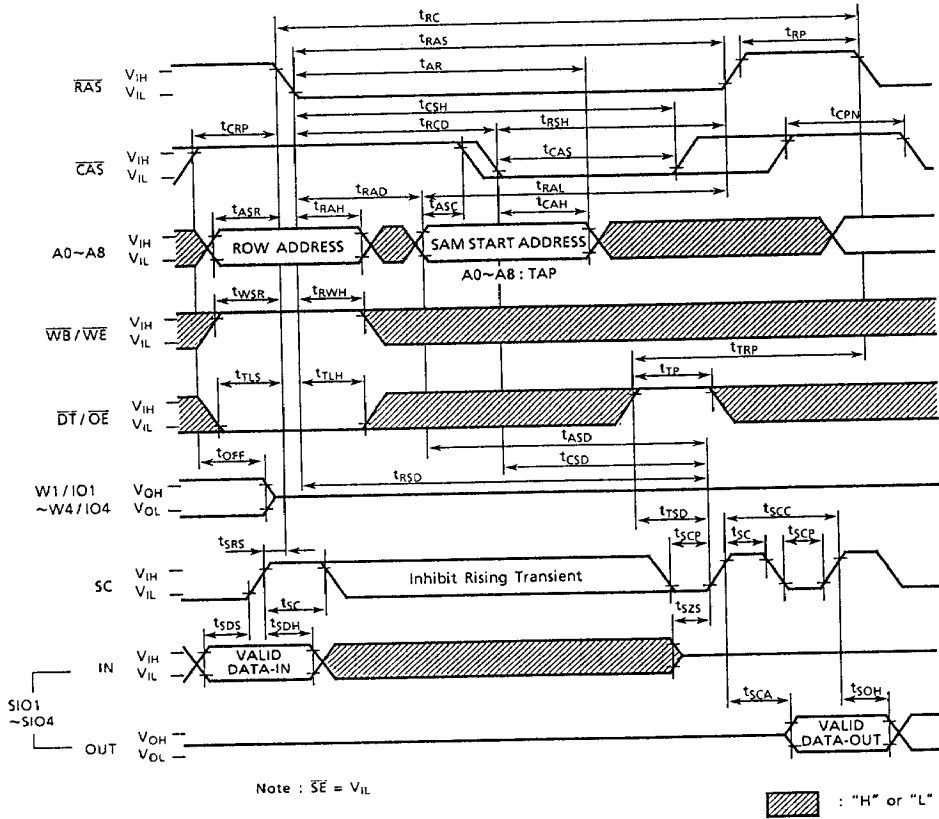 tRC
tRAS
tRP
tAR
RAS
VIH
VIL
tCSH
tCRP
tRCD
tRSH
tCPN
CAS
VIH
VIL
tCAS
tRAD
tRAL
tASR
tRAH
tASC
tCAH
A0~A8
VIH
VIL
ROW ADDRESS
SAM START ADDRESS
A0~A8 : TAP
tWSR
tRWH
WB/WE
VIH
VIL
tTRP
tTLS
tTLH
tTP
DT/OE
VIH
VIL
tASD
tOFF
tCSD
tRSD
W1/IO1
~W4/IO4
VOH
VOL
tTSD
tSCC
tSRS
tSCP
tSC
tSCP
SC
VIH
VIL
Inhibit Rising Transient
tSC
tSZS
tSDS
tSDH
IN
VIH
VIL
VALID
DATA-IN
SIO1
~SIO4
tSCA
tSOH
OUT
VOH
VOL
VALID
DATA-OUT
Note : SE = VIL
: "H" or "L"